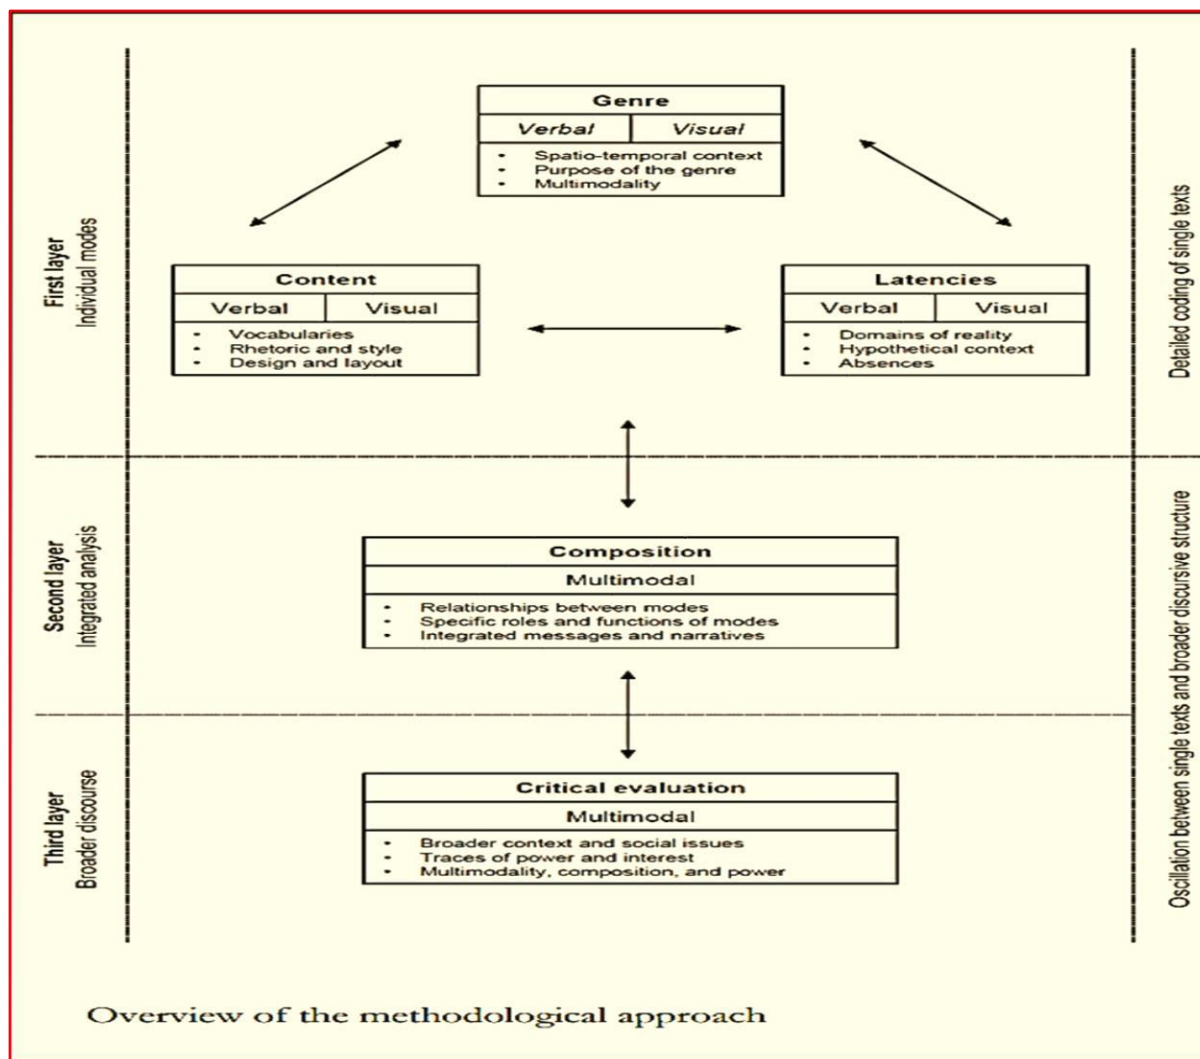 Genre
Verbal Visual
• Spatio-temporal context
• Purpose of the genre
• Multimodality
First layer
Individual modes
Content
Verbal Visual
• Vocabularies
• Rhetoric and style
• Design and layout
Latencies
Verbal Visual
• Domains of reality
• Hypothetical context
• Absences
Detailed coding of single texts
Second layer
Integrated analysis
Composition
Multimodal
• Relationships between modes
• Specific roles and functions of modes
• Integrated messages and narratives
Third layer
Broader discourse
Critical evaluation
Multimodal
• Broader context and social issues
• Traces of power and interest
• Multimodality, composition, and power
Oscillation between single texts and broader discursive structure
Overview of the methodological approach